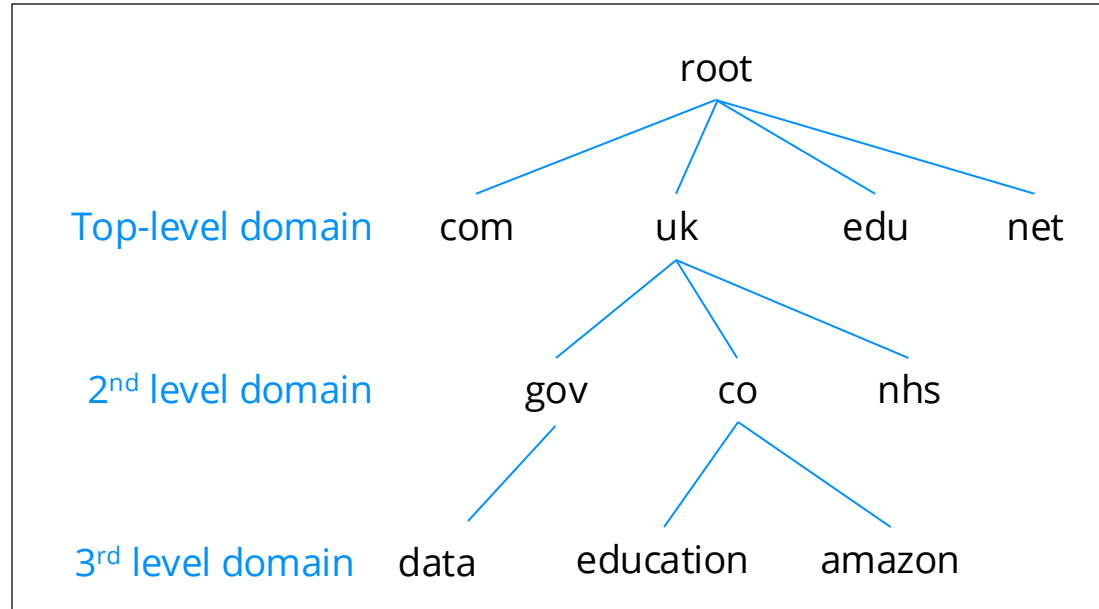 root
Top-level domain com uk edu net
2nd level domain gov co nhs
3rd level domain data education amazon